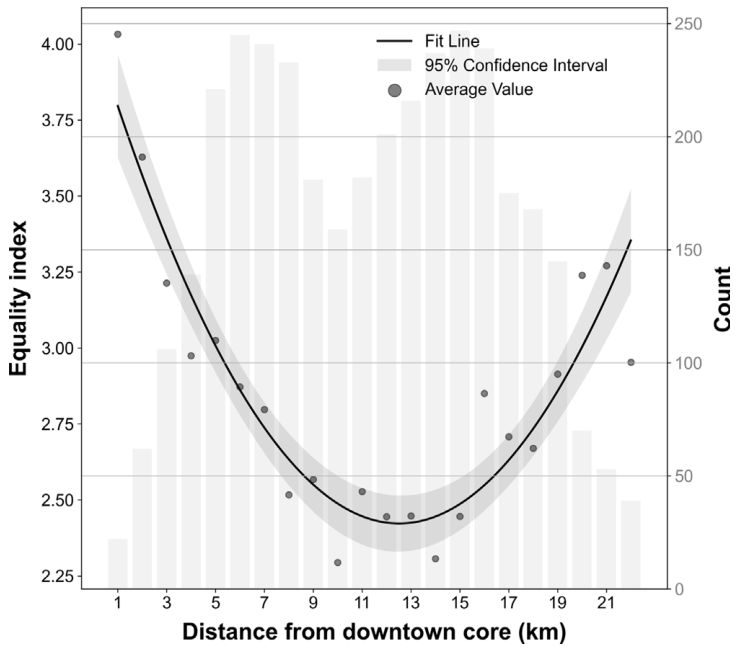 Fit Line
95% Confidence Interval
Average Value
Equality index
4.00
3.75
3.50
3.25
3.00
2.75
2.50
2.25
250
200
150
100
50
0
Count
1 3 5 7 9 11 13 15 17 19 21
Distance from downtown core (km)